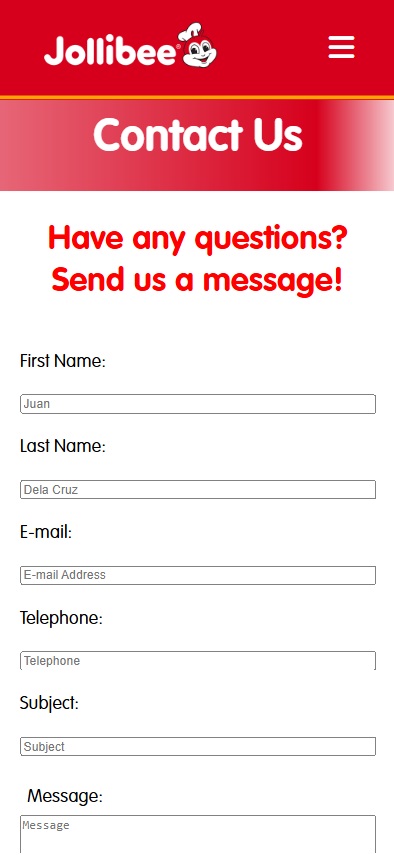 Jollibee
Contact Us
Have any questions?
Send us a message!
First Name:
Juan
Last Name:
Dela Cruz
E-mail:
E-mail Address
Telephone:
Telephone
Subject:
Subject
Message:
Message